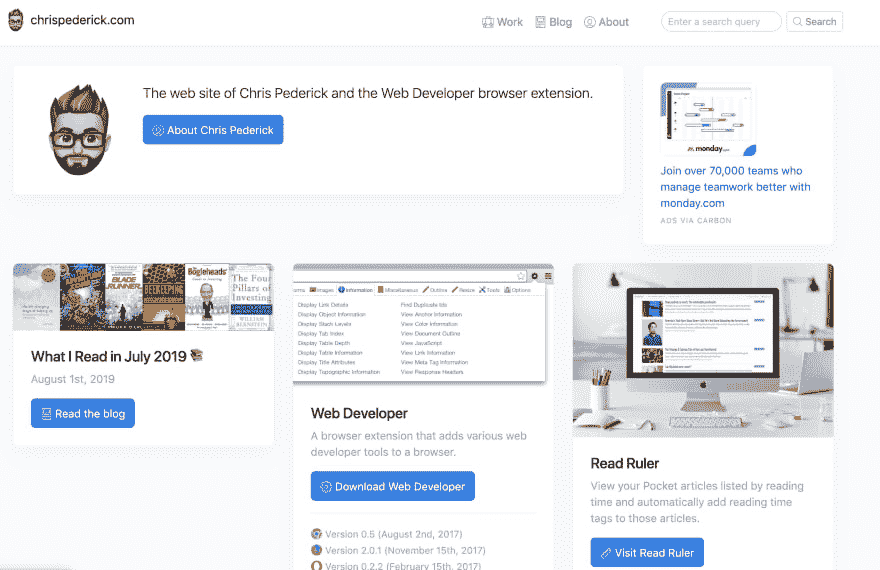 chrispederick.com
Work
Blog
About
Enter a search query
Search
The web site of Chris Pederick and the Web Developer browser extension.
About Chris Pederick
monday.com
Join over 70,000 teams who
manage teamwork better with
monday.com
ADS VIA CARBON
BLADE
RUNNER
BEEKEEPING
Bogleheads'
The Four
Pillars of
Investing
WILLIAM
BERNSTEIN
What I Read in July 2019
August 1st, 2019
Read the blog
Images
Information
Miscellaneous
Outline
Resize
Tools
Options
Display Link Details
Display Object Information
Display Stack Levels
Display Tab Index
Display Table Depth
Display Table Information
Display Title Attributes
Display Topographic Information
Find Duplicate Ids
View Anchor Information
View Color Information
View Document Outline
View JavaScript
View Link Information
View Meta Tag Information
View Response Headers
Web Developer
A browser extension that adds various web
developer tools to a browser.
Download Web Developer
Version 0.5 (August 2nd, 2017)
Version 2.0.1 (November 15th, 2017)
Version 0.2.2 (February 15th, 2017)
Read Ruler
View your Pocket articles listed by reading
time and automatically add reading time
tags to those articles.
Visit Read Ruler